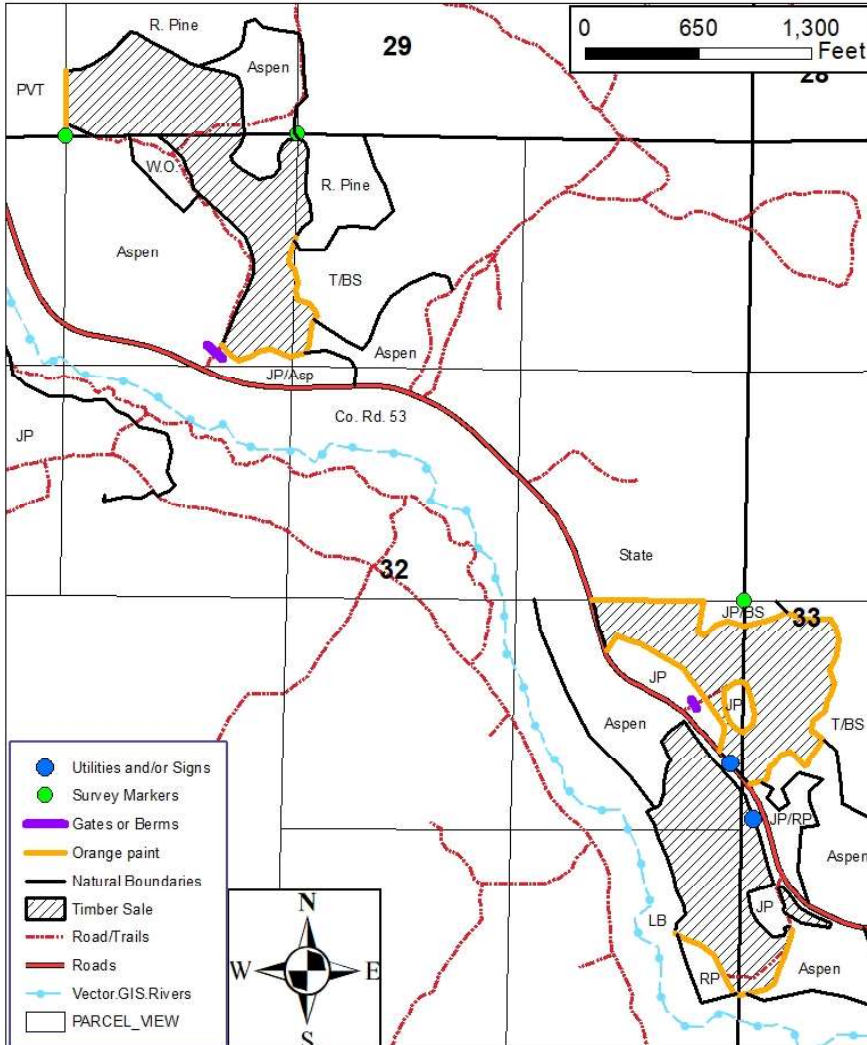 0 650 1,300
Feet
R. Pine
29
28
Aspen
PVT
W.O.
R. Pine
Aspen
T/BS
Aspen
JP/Asp
Co. Rd. 53
JP
State
32
JP/BS
33
JP
JP
Aspen
T/BS
JP/RP
Aspen
JP
LB
RP
Aspen
Utilities and/or Signs
Survey Markers
Gates or Berms
Orange paint
Natural Boundaries
Timber Sale
Road/Trails
Roads
Vector.GIS.Rivers
PARCEL_VIEW
N
W E
S